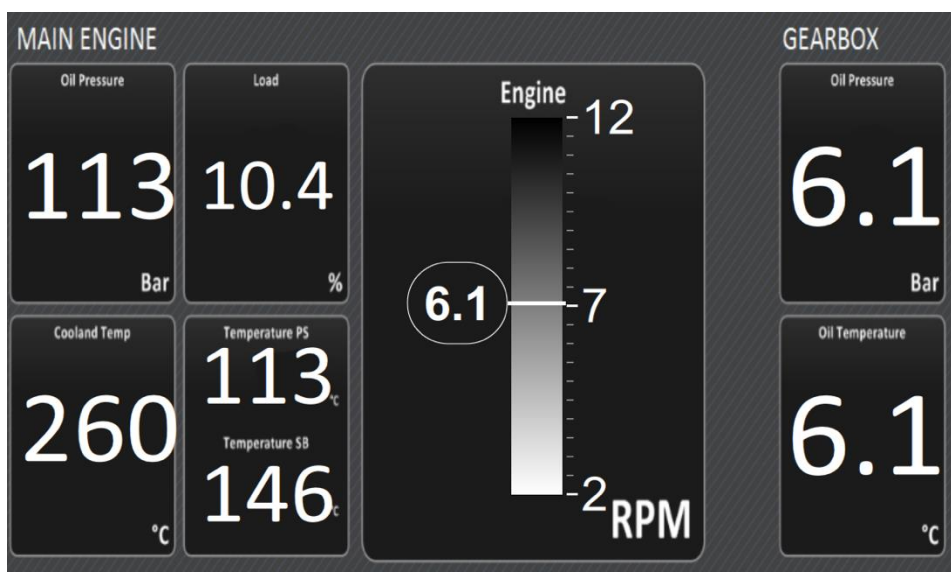 MAIN ENGINE
GEARBOX
Oil Pressure
113
Bar
Load
10.4
%
Cooland Temp
260
°C
Temperature PS
113
°C
Temperature SB
146
°C
Engine
12
6.1
7
2
RPM
Oil Pressure
6.1
Bar
Oil Temperature
6.1
°C